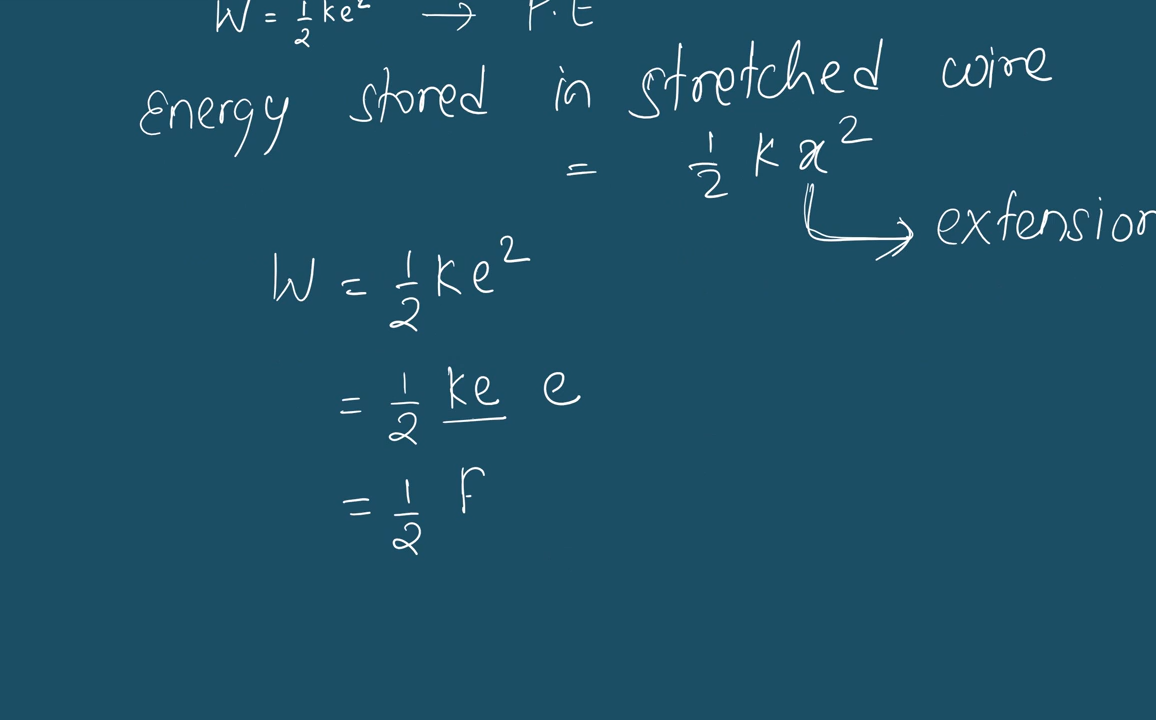 W = 1/2 ke² → P.E
Energy stored in stretched wire
= 1/2 k x²
extension
W = 1/2 ke²
= 1/2 ke e
= 1/2 F